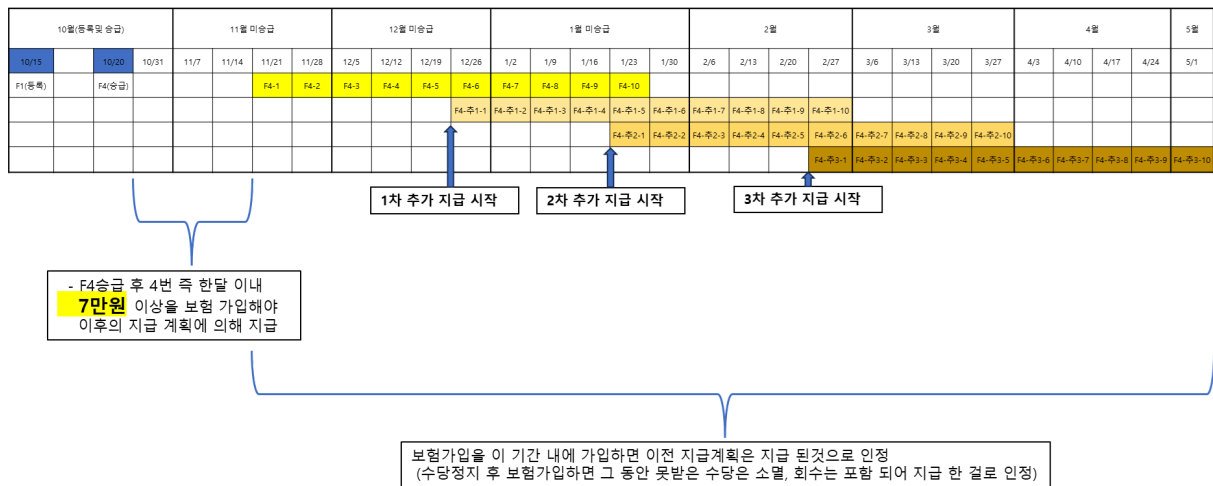 10월(등록및 승급) 11월 미승급 12월 미승급 1월 미승급 2월 3월 4월 5월
10/15 10/20 10/31 11/7 11/14 11/21 11/28 12/5 12/12 12/19 12/26 1/2 1/9 1/16 1/23 1/30 2/6 2/13 2/20 2/27 3/6 3/13 3/20 3/27 4/3 4/10 4/17 4/24 5/1
F1(등록) F4(승급) F4-1 F4-2 F4-3 F4-4 F4-5 F4-6 F4-7 F4-8 F4-9 F4-10
F4-추1-1 F4-추1-2 F4-추1-3 F4-추1-4 F4-추1-5 F4-추1-6 F4-추1-7 F4-추1-8 F4-추1-9 F4-추1-10
F4-추2-1 F4-추2-2 F4-추2-3 F4-추2-4 F4-추2-5 F4-추2-6 F4-추2-7 F4-추2-8 F4-추2-9 F4-추2-10
F4-추3-1 F4-추3-2 F4-추3-3 F4-추3-4 F4-추3-5 F4-추3-6 F4-추3-7 F4-추3-8 F4-추3-9 F4-추3-10
1차 추가 지급 시작 2차 추가 지급 시작 3차 추가 지급 시작
- F4승급 후 4번 즉 한달 이내
7만원 이상을 보험 가입해야
이후의 지급 계획에 의해 지급
보험가입을 이 기간 내에 가입하면 이전 지급계획은 지급 된것으로 인정
(수당정지 후 보험가입하면 그 동안 못받은 수당은 소멸, 회수는 포함 되어 지급 한 걸로 인정)